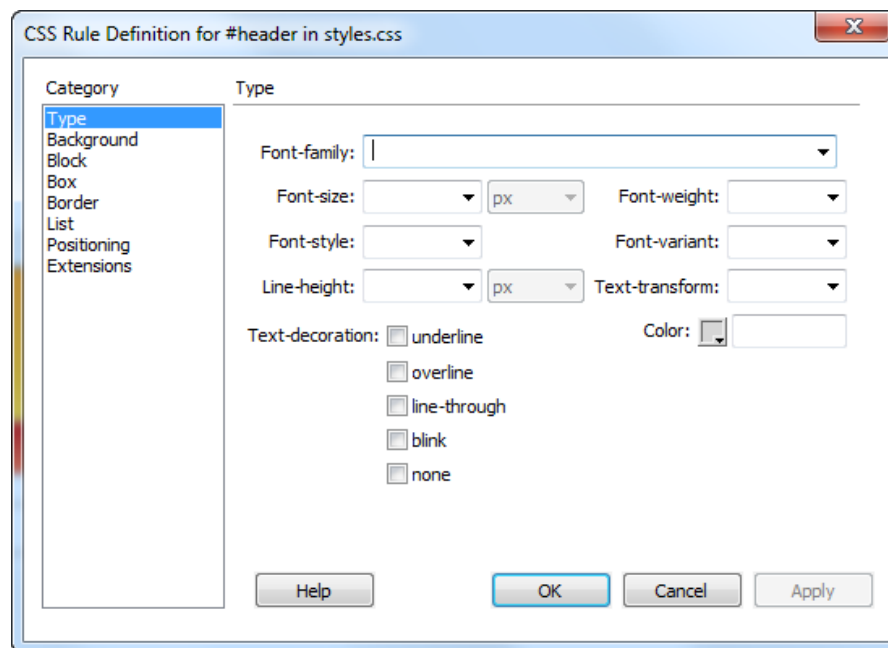 CSS Rule Definition for #header in styles.css
Category
Type
Type
Background
Block
Box
Border
List
Positioning
Extensions
Font-family:
Font-size: px Font-weight:
Font-style: Font-variant:
Line-height: px Text-transform:
Text-decoration: underline Color:
overline
line-through
blink
none
Help OK Cancel Apply